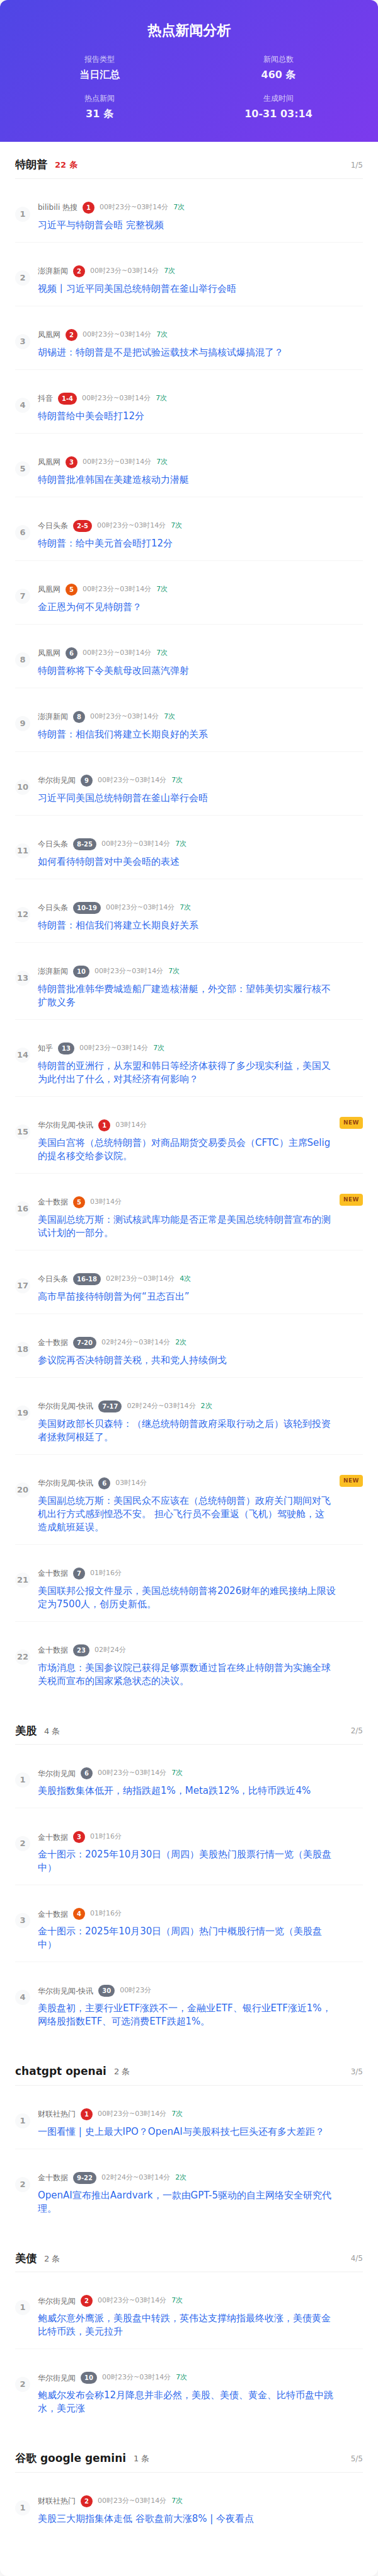 热点新闻分析
报告类型
当日汇总
新闻总数
460 条
热点新闻
31 条
生成时间
10-31 03:14
特朗普 22 条 1/5
1
bilibili 热搜 1 00时23分~03时14分 7次
习近平与特朗普会晤 完整视频
2
澎湃新闻 2 00时23分~03时14分 7次
视频丨习近平同美国总统特朗普在釜山举行会晤
3
凤凰网 2 00时23分~03时14分 7次
胡锡进：特朗普是不是把试验运载技术与搞核试爆搞混了？
4
抖音 1-4 00时23分~03时14分 7次
特朗普给中美会晤打12分
5
凤凰网 3 00时23分~03时14分 7次
特朗普批准韩国在美建造核动力潜艇
6
今日头条 2-5 00时23分~03时14分 7次
特朗普：给中美元首会晤打12分
7
凤凰网 5 00时23分~03时14分 7次
金正恩为何不见特朗普？
8
凤凰网 6 00时23分~03时14分 7次
特朗普称将下令美航母改回蒸汽弹射
9
澎湃新闻 8 00时23分~03时14分 7次
特朗普：相信我们将建立长期良好的关系
10
华尔街见闻 9 00时23分~03时14分 7次
习近平同美国总统特朗普在釜山举行会晤
11
今日头条 8-25 00时23分~03时14分 7次
如何看待特朗普对中美会晤的表述
12
今日头条 10-19 00时23分~03时14分 7次
特朗普：相信我们将建立长期良好关系
13
澎湃新闻 10 00时23分~03时14分 7次
特朗普批准韩华费城造船厂建造核潜艇，外交部：望韩美切实履行核不
扩散义务
14
知乎 13 00时23分~03时14分 7次
特朗普的亚洲行，从东盟和韩日等经济体获得了多少现实利益，美国又
为此付出了什么，对其经济有何影响？
15
华尔街见闻-快讯 1 03时14分 NEW
美国白宫将（总统特朗普）对商品期货交易委员会（CFTC）主席Selig
的提名移交给参议院。
16
金十数据 5 03时14分 NEW
美国副总统万斯：测试核武库功能是否正常是美国总统特朗普宣布的测
试计划的一部分。
17
今日头条 16-18 02时23分~03时14分 4次
高市早苗接待特朗普为何“丑态百出”
18
金十数据 7-20 02时24分~03时14分 2次
参议院再否决特朗普关税，共和党人持续倒戈
19
华尔街见闻-快讯 7-17 02时24分~03时14分 2次
美国财政部长贝森特：（继总统特朗普政府采取行动之后）该轮到投资
者拯救阿根廷了。
20
华尔街见闻-快讯 6 03时14分 NEW
美国副总统万斯：美国民众不应该在（总统特朗普）政府关门期间对飞
机出行方式感到惶恐不安。 担心飞行员不会重返（飞机）驾驶舱，这
造成航班延误。
21
金十数据 7 01时16分
美国联邦公报文件显示，美国总统特朗普将2026财年的难民接纳上限设
定为7500人，创历史新低。
22
金十数据 23 02时24分
市场消息：美国参议院已获得足够票数通过旨在终止特朗普为实施全球
关税而宣布的国家紧急状态的决议。
美股 4 条 2/5
1
华尔街见闻 6 00时23分~03时14分 7次
美股指数集体低开，纳指跌超1%，Meta跌12%，比特币跌近4%
2
金十数据 3 01时16分
金十图示：2025年10月30日（周四）美股热门股票行情一览（美股盘
中）
3
金十数据 4 01时16分
金十图示：2025年10月30日（周四）热门中概股行情一览（美股盘
中）
4
华尔街见闻-快讯 30 00时23分
美股盘初，主要行业ETF涨跌不一，金融业ETF、银行业ETF涨近1%，
网络股指数ETF、可选消费ETF跌超1%。
chatgpt openai 2 条 3/5
1
财联社热门 1 00时23分~03时14分 7次
一图看懂 | 史上最大IPO？OpenAI与美股科技七巨头还有多大差距？
2
金十数据 9-22 02时24分~03时14分 2次
OpenAI宣布推出Aardvark，一款由GPT-5驱动的自主网络安全研究代
理。
美债 2 条 4/5
1
华尔街见闻 2 00时23分~03时14分 7次
鲍威尔意外鹰派，美股盘中转跌，英伟达支撑纳指最终收涨，美债黄金
比特币跌，美元拉升
2
华尔街见闻 10 00时23分~03时14分 7次
鲍威尔发布会称12月降息并非必然，美股、美债、黄金、比特币盘中跳
水，美元涨
谷歌 google gemini 1 条 5/5
1
财联社热门 2 00时23分~03时14分 7次
美股三大期指集体走低 谷歌盘前大涨8% | 今夜看点